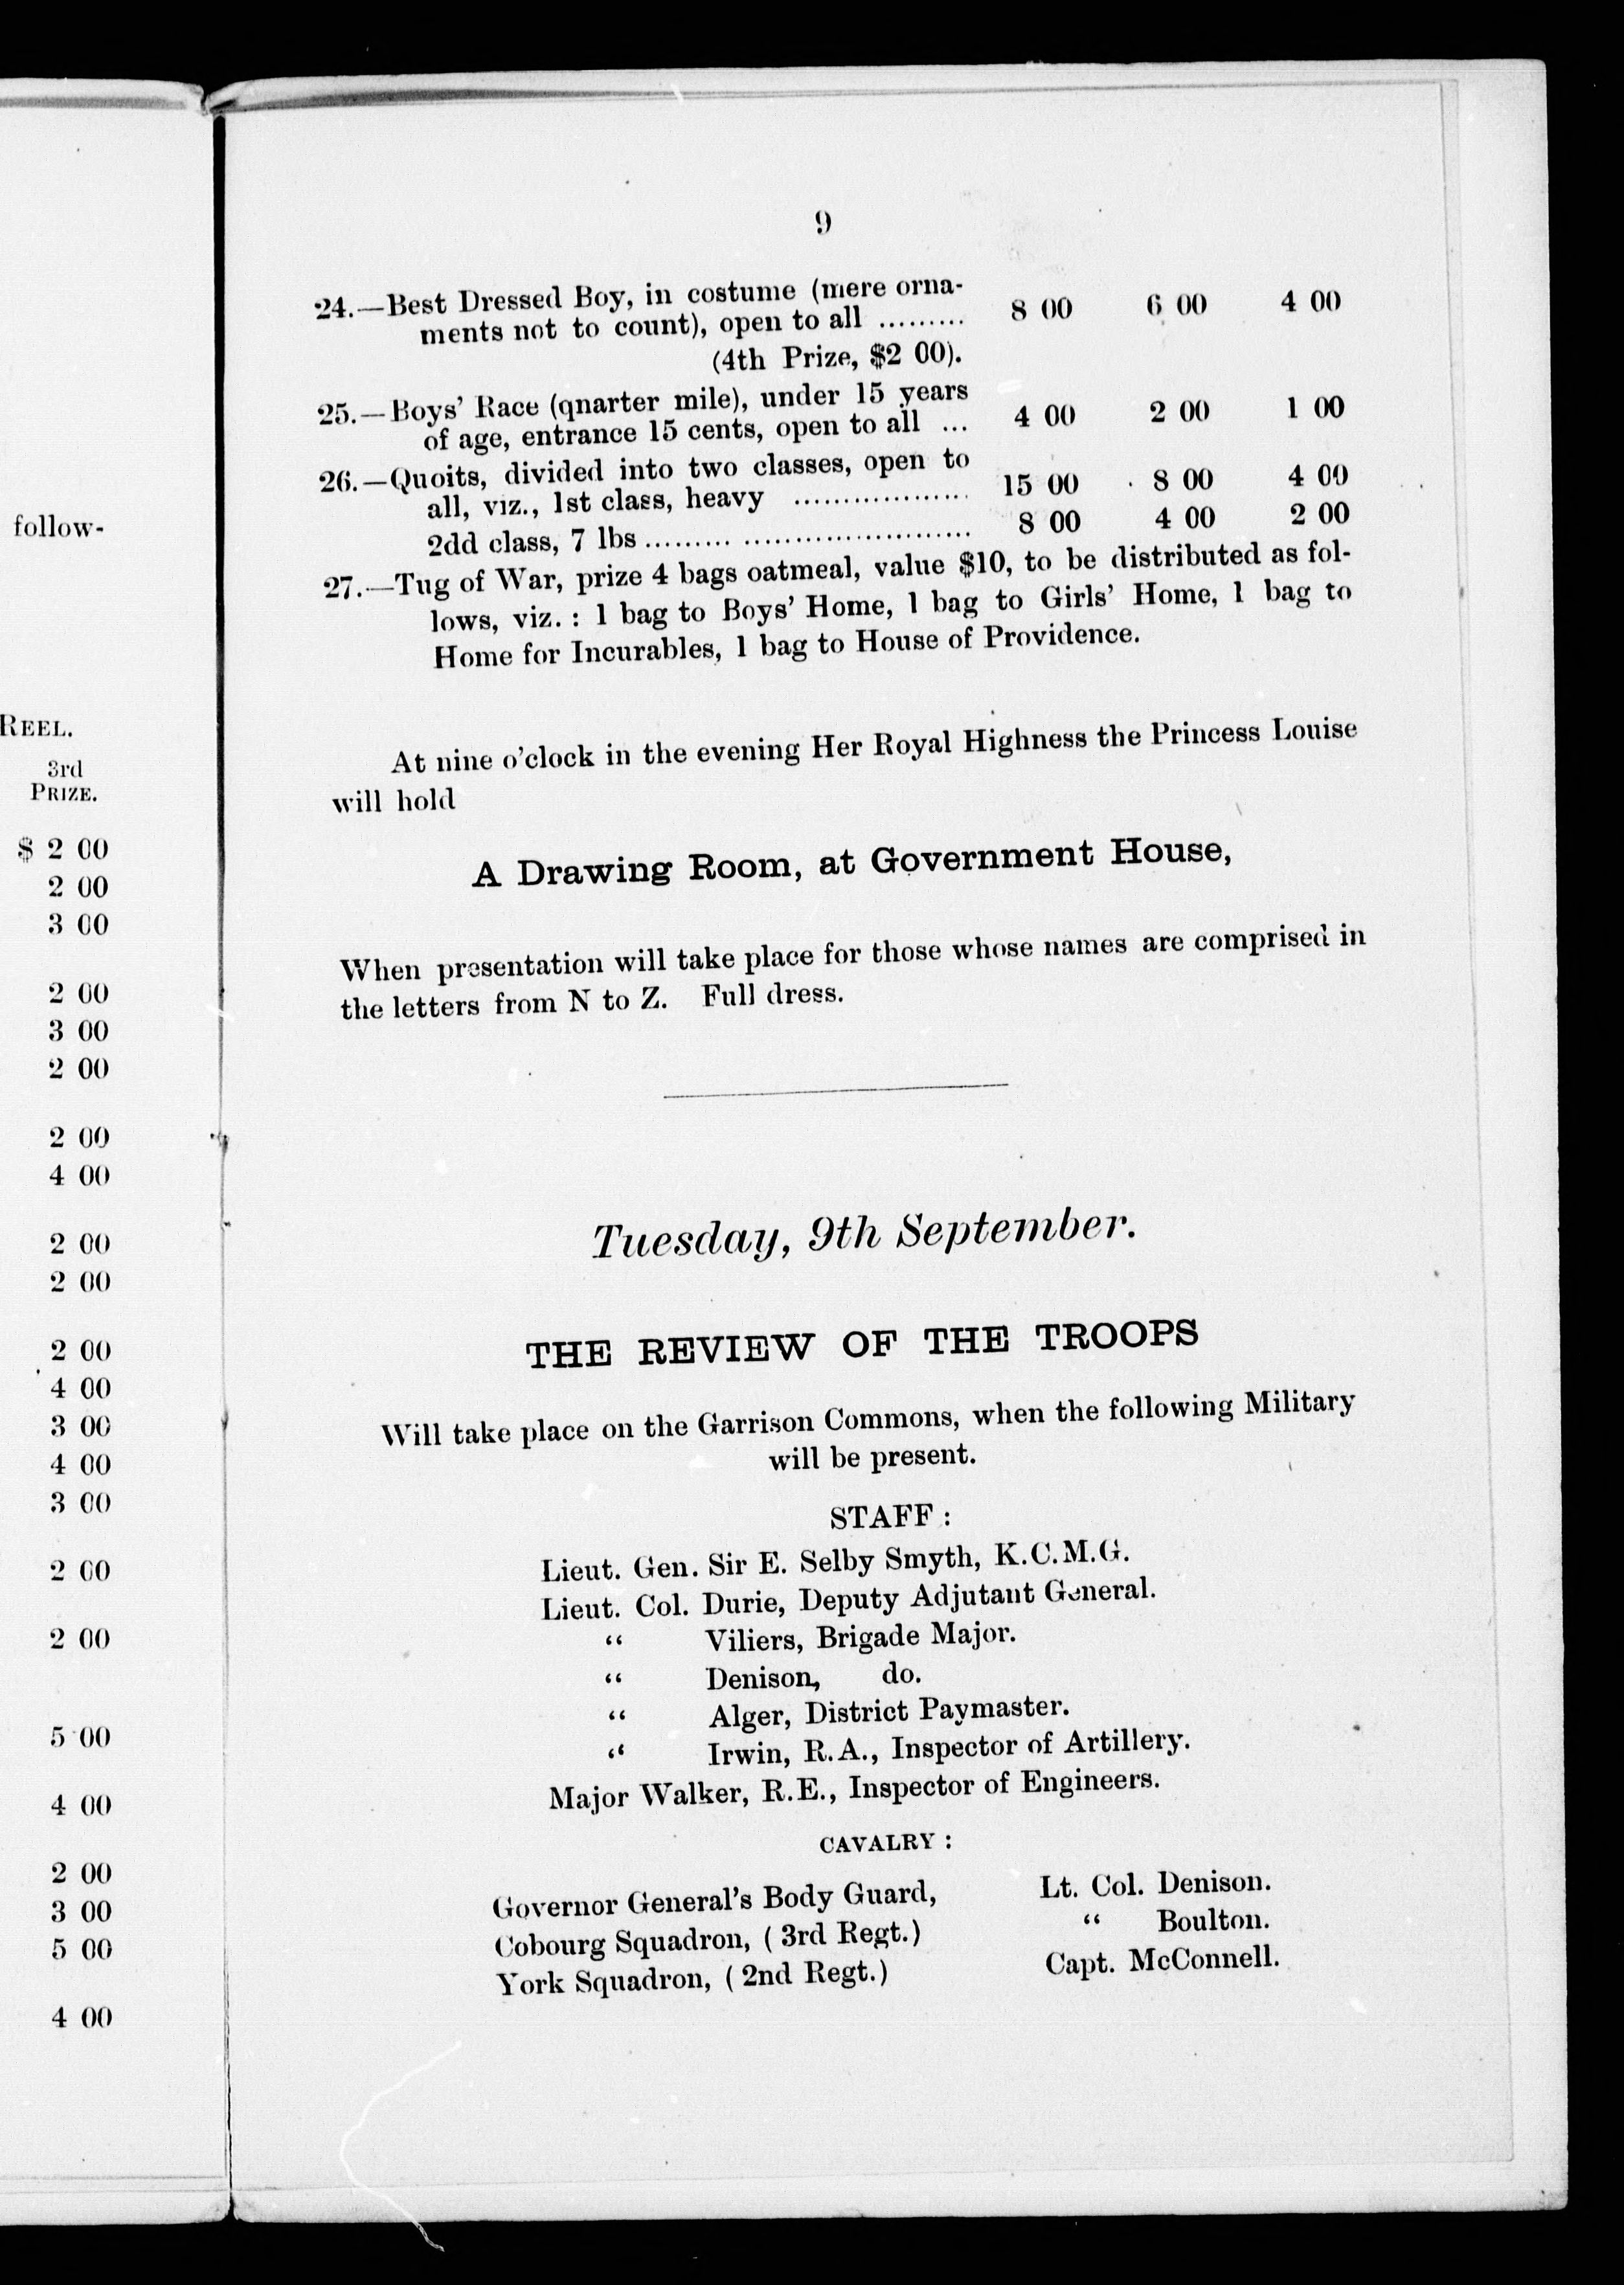 follow-
REEL.
3rd
PRIZE.
$ 2 00
2 00
3 00
2 00
3 00
2 00
2 00
4 00
2 00
2 00
2 00
4 00
3 00
4 00
3 00
2 00
2 00
5 00
4 00
2 00
3 00
5 00
4 00
9
24.—Best Dressed Boy, in costume (mere orna-
ments not to count), open to all ......... 8 00 6 00 4 00
(4th Prize, $2 00).
25.—Boys' Race (qnarter mile), under 15 years
of age, entrance 15 cents, open to all ... 4 00 2 00 1 00
26.—Quoits, divided into two classes, open to
all, viz., 1st class, heavy .................. 15 00 8 00 4 00
2dd class, 7 lbs ................................ 8 00 4 00 2 00
27.—Tug of War, prize 4 bags oatmeal, value $10, to be distributed as fol-
lows, viz. : 1 bag to Boys' Home, 1 bag to Girls' Home, 1 bag to
Home for Incurables, 1 bag to House of Providence.
At nine o'clock in the evening Her Royal Highness the Princess Louise
will hold
A Drawing Room, at Government House,
When presentation will take place for those whose names are comprised in
the letters from N to Z. Full dress.
Tuesday, 9th September.
THE REVIEW OF THE TROOPS
Will take place on the Garrison Commons, when the following Military
will be present.
STAFF :
Lieut. Gen. Sir E. Selby Smyth, K.C.M.G.
Lieut. Col. Durie, Deputy Adjutant General.
“ Viliers, Brigade Major.
“ Denison, do.
“ Alger, District Paymaster.
“ Irwin, R.A., Inspector of Artillery.
Major Walker, R.E., Inspector of Engineers.
CAVALRY :
Governor General's Body Guard, Lt. Col. Denison.
Cobourg Squadron, ( 3rd Regt.) “ Boulton.
York Squadron, ( 2nd Regt.) Capt. McConnell.